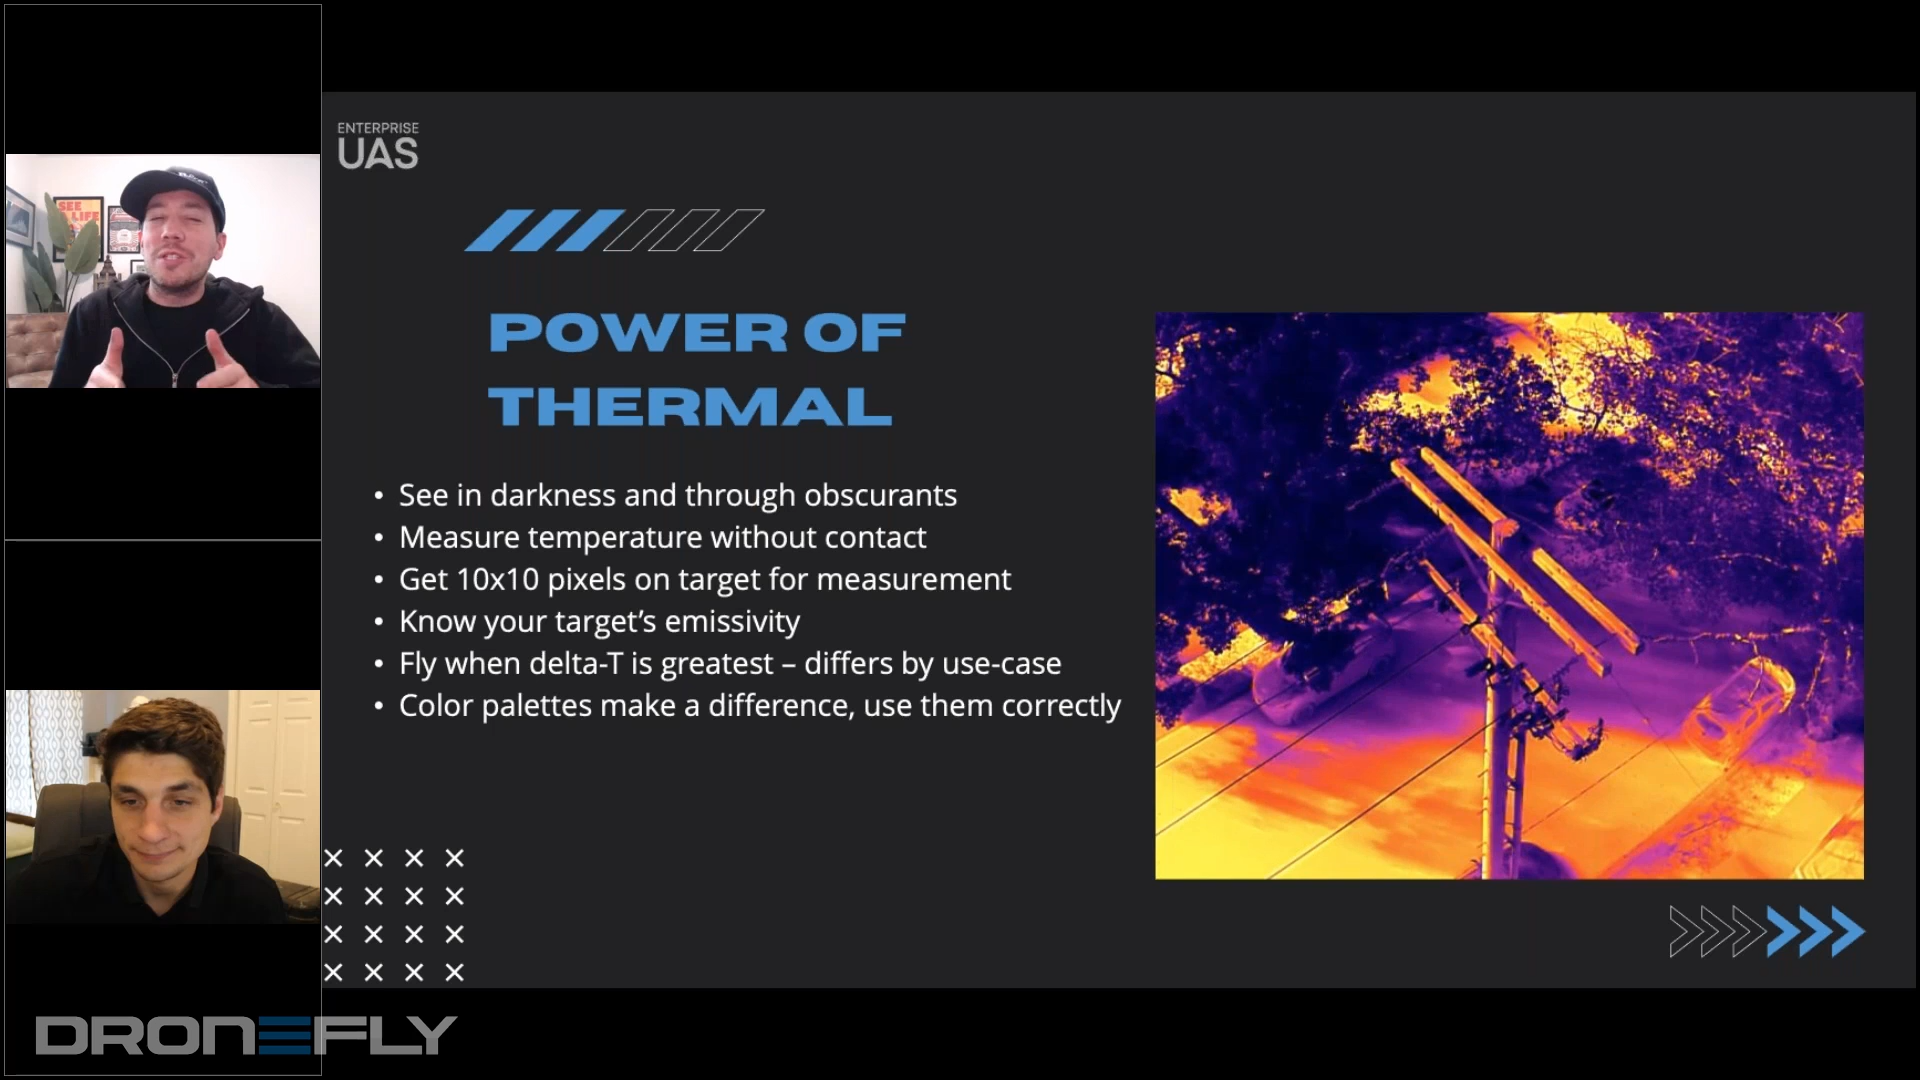 ENTERPRISE
UAS
POWER OF
THERMAL
• See in darkness and through obscurants
• Measure temperature without contact
• Get 10x10 pixels on target for measurement
• Know your target’s emissivity
• Fly when delta-T is greatest – differs by use-case
• Color palettes make a difference, use them correctly
SEE
LIFE
DRONEFLY